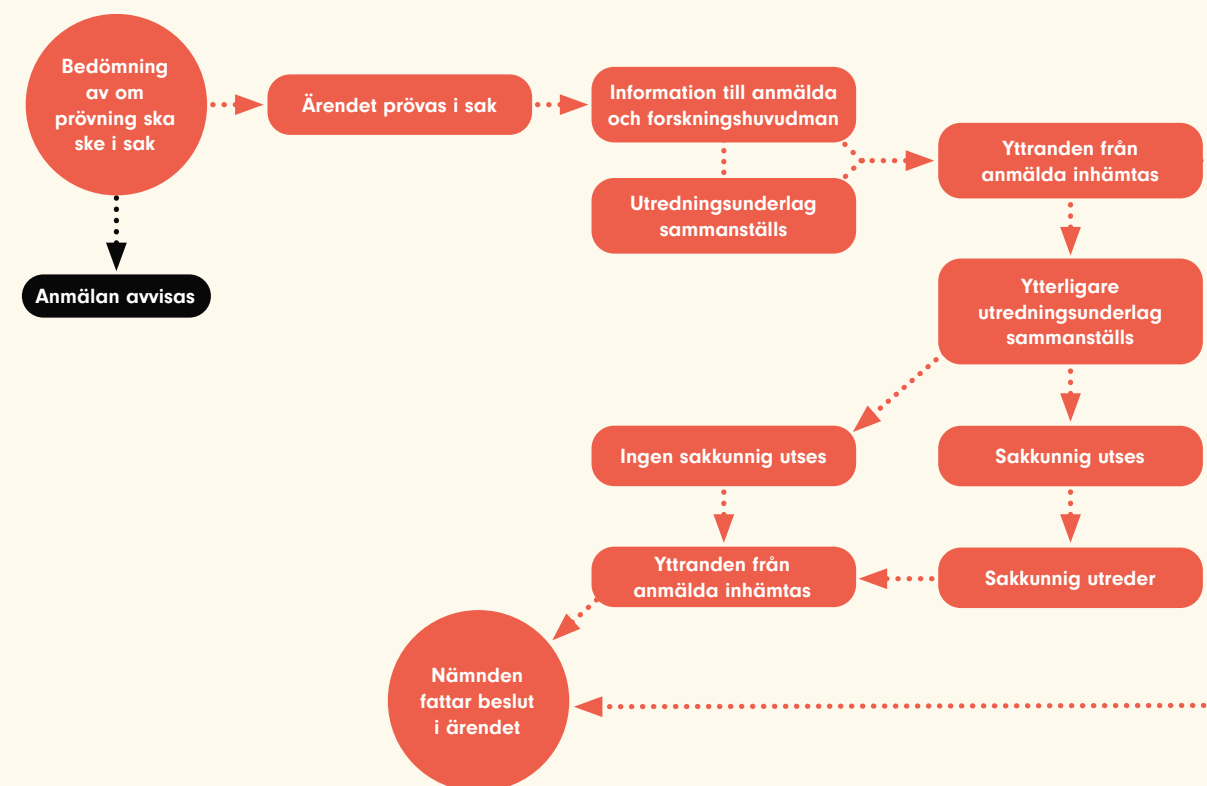 Bedömning
av om
prövning ska
ske i sak
Ärendet prövas i sak
Information till anmälda
och forskningshuvudman
Yttranden från
anmälda inhämtas
Utredningsunderlag
sammanställs
Anmälan avvisas
Ytterligare
utredningsunderlag
sammanställs
Ingen sakkunnig utses
Sakkunnig utses
Yttranden från
anmälda inhämtas
Sakkunnig utreder
Nämnden
fattar beslut
i ärendet